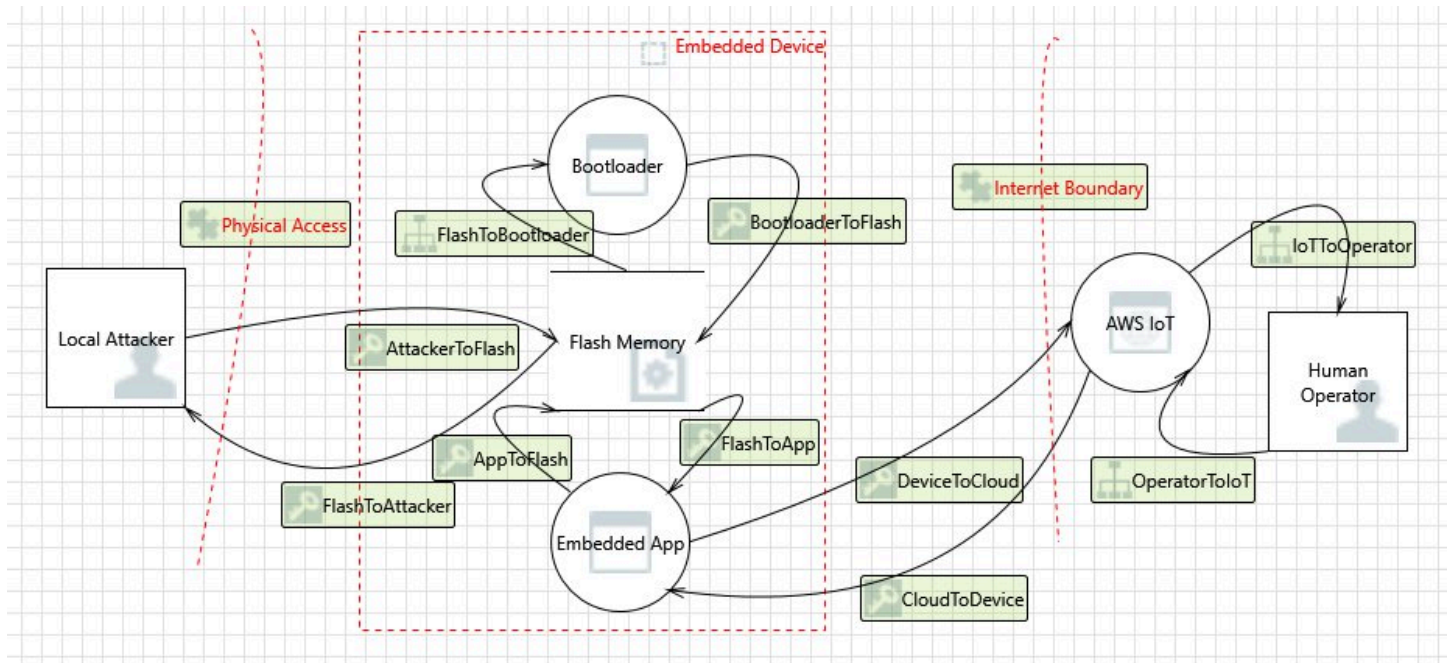 Embedded Device
Bootloader
Physical Access
Internet Boundary
FlashToBootloader
BootloaderToFlash
IoTToOperator
Local Attacker
AttackerToFlash
Flash Memory
AWS IoT
Human
Operator
AppToFlash
FlashToApp
FlashToAttacker
DeviceToCloud
OperatorToIoT
Embedded App
CloudToDevice